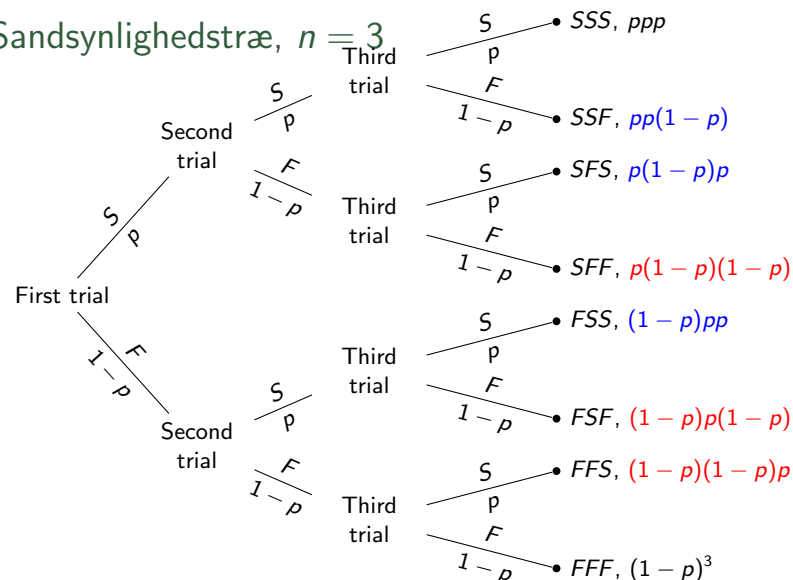 Sandsynlighedstræ, n = 3
First trial
S
p
F
1 − p
Second
trial
S
p
F
1 − p
Second
trial
S
p
F
1 − p
Third
trial
S
p
F
1 − p
Third
trial
S
p
F
1 − p
Third
trial
S
p
F
1 − p
Third
trial
S
p
F
1 − p
SSS, ppp
SSF, pp(1 − p)
SFS, p(1 − p)p
SFF, p(1 − p)(1 − p)
FSS, (1 − p)pp
FSF, (1 − p)p(1 − p)
FFS, (1 − p)(1 − p)p
FFF, (1 − p)³